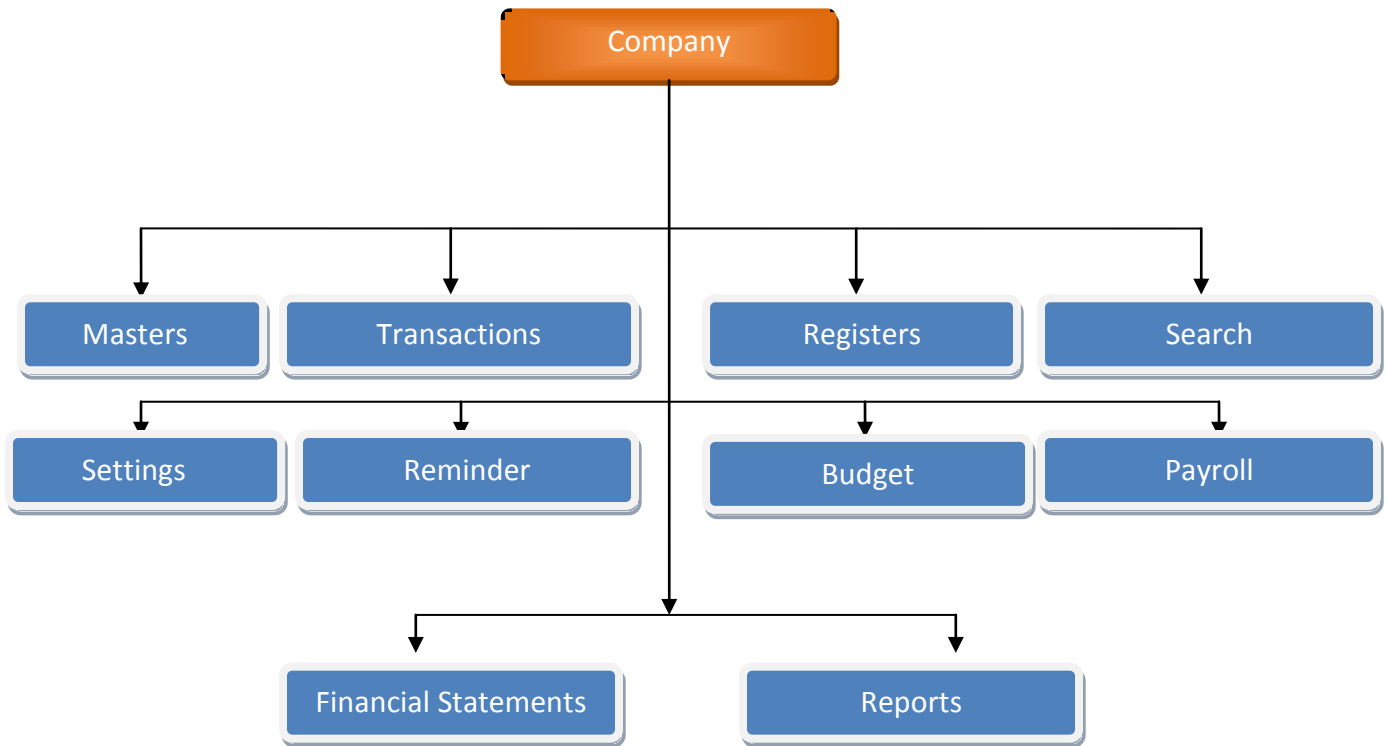 Company
Masters
Transactions
Registers
Search
Settings
Reminder
Budget
Payroll
Financial Statements
Reports